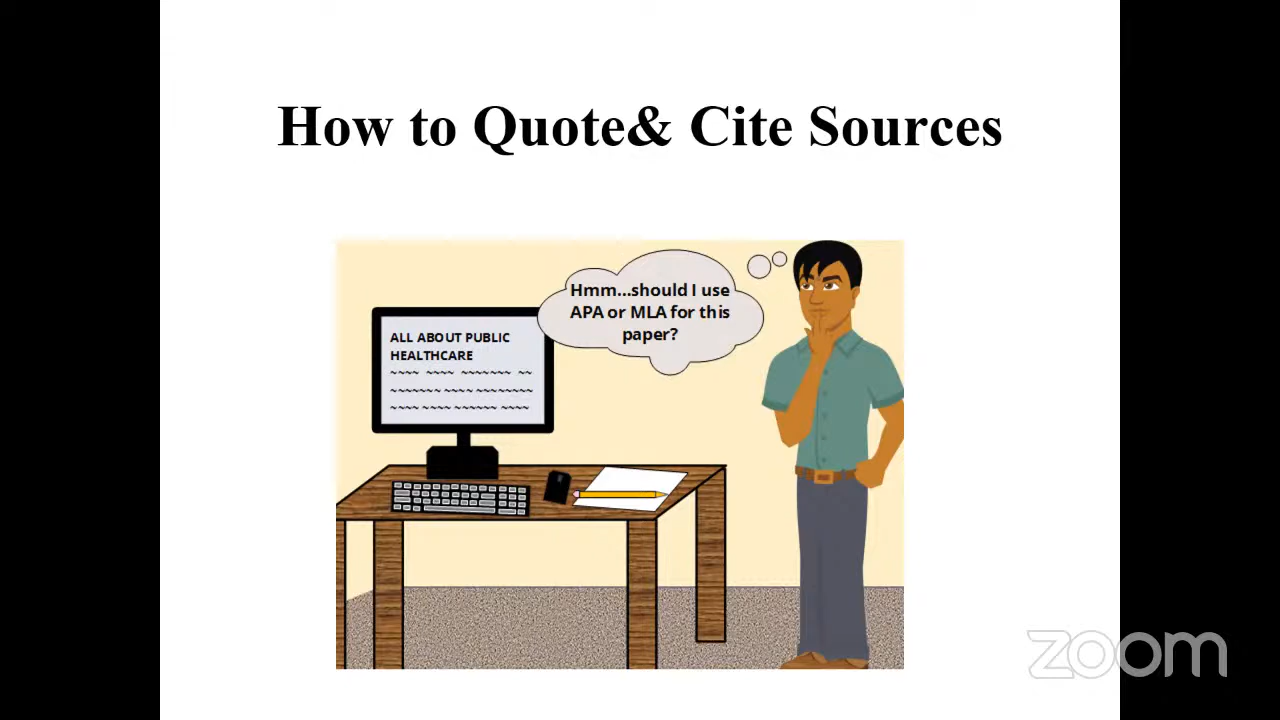 How to Quote& Cite Sources
Hmm...should I use
APA or MLA for this
paper?
ALL ABOUT PUBLIC
HEALTHCARE
zoom